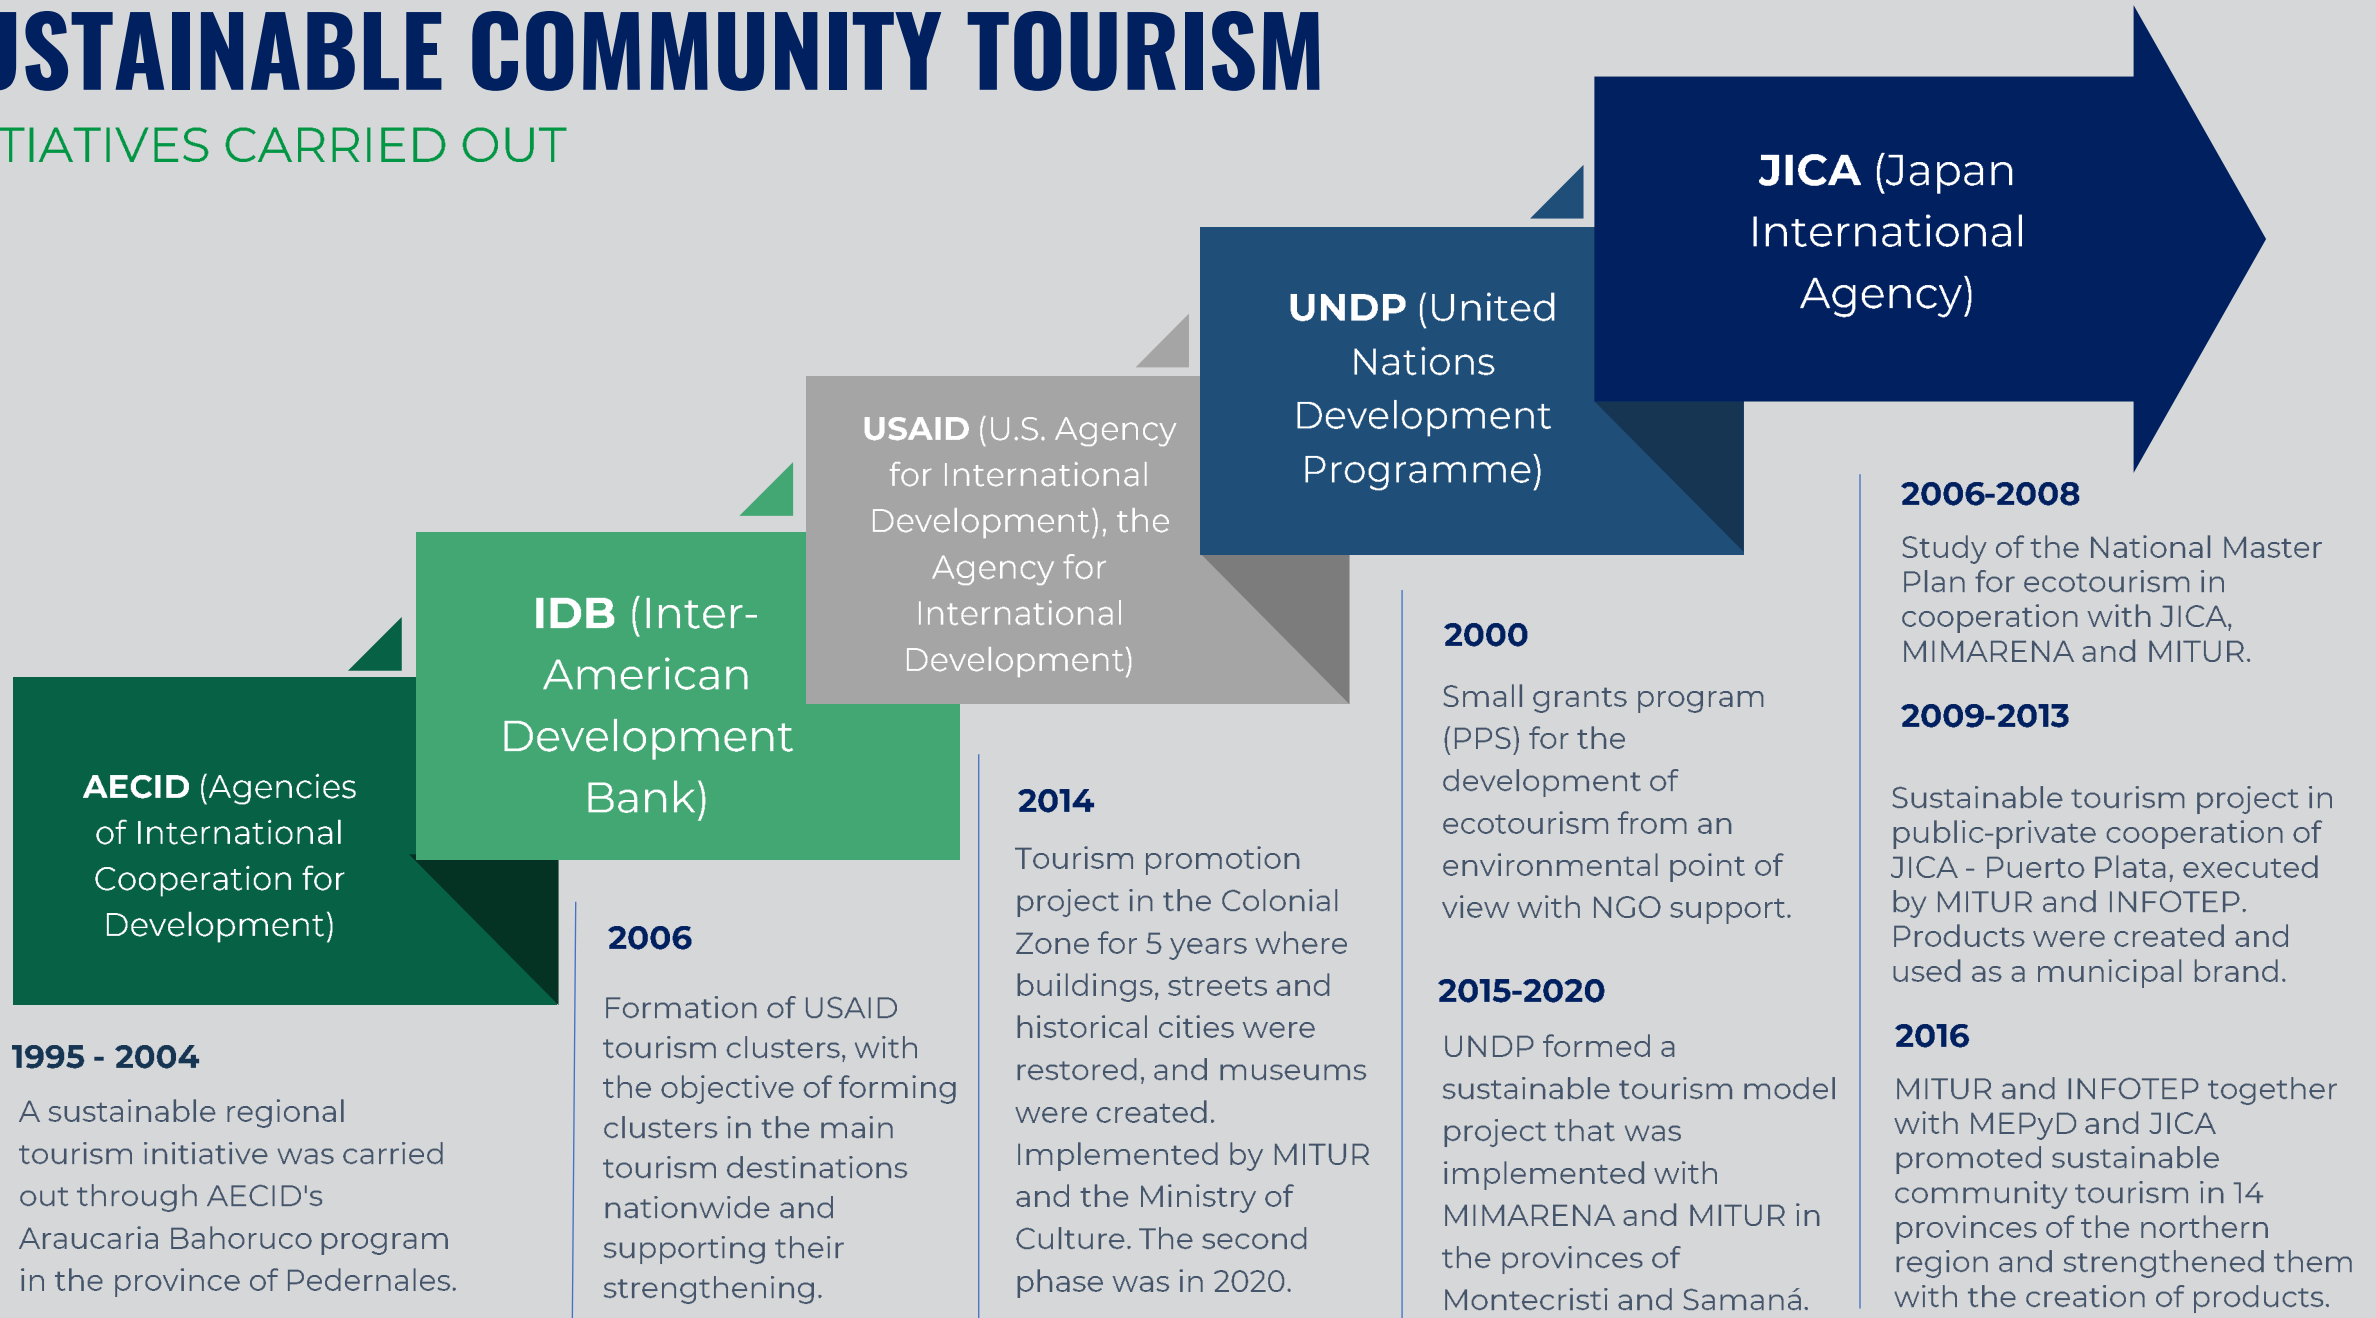 USTAINABLE COMMUNITY TOURISM
TIATIVES CARRIED OUT
AECID (Agencies
of International
Cooperation for
Development)
1995 - 2004
A sustainable regional
tourism initiative was carried
out through AECID's
Araucaria Bahoruco program
in the province of Pedernales.
IDB (Inter-
American
Development
Bank)
2006
Formation of USAID
tourism clusters, with
the objective of forming
clusters in the main
tourism destinations
nationwide and
supporting their
strengthening.
USAID (U.S. Agency
for International
Development), the
Agency for
International
Development)
2014
Tourism promotion
project in the Colonial
Zone for 5 years where
buildings, streets and
historical cities were
restored, and museums
were created.
Implemented by MITUR
and the Ministry of
Culture. The second
phase was in 2020.
UNDP (United
Nations
Development
Programme)
2000
Small grants program
(PPS) for the
development of
ecotourism from an
environmental point of
view with NGO support.
2015-2020
UNDP formed a
sustainable tourism model
project that was
implemented with
MIMARENA and MITUR in
the provinces of
Montecristi and Samaná.
JICA (Japan
International
Agency)
2006-2008
Study of the National Master
Plan for ecotourism in
cooperation with JICA,
MIMARENA and MITUR.
2009-2013
Sustainable tourism project in
public-private cooperation of
JICA - Puerto Plata, executed
by MITUR and INFOTEP.
Products were created and
used as a municipal brand.
2016
MITUR and INFOTEP together
with MEPyD and JICA
promoted sustainable
community tourism in 14
provinces of the northern
region and strengthened them
with the creation of products.